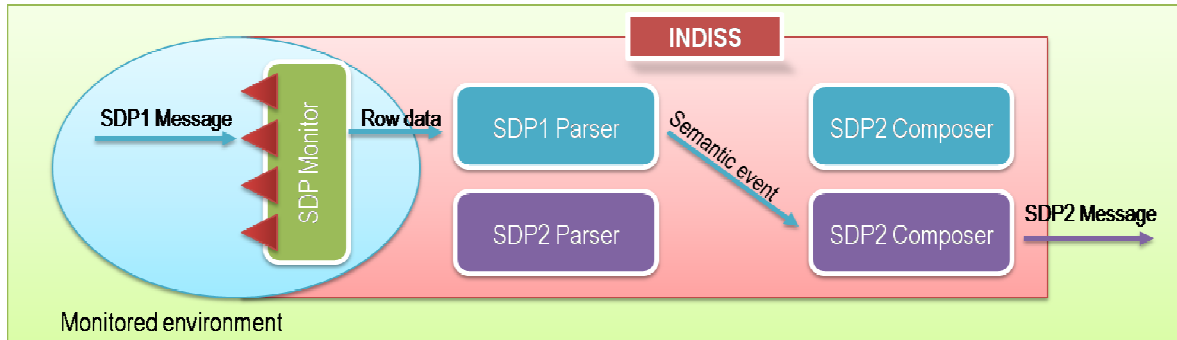 INDISS
SDP1 Message
SDP Monitor
Row data
SDP1 Parser
Semantic event
SDP2 Composer
SDP2 Parser
SDP2 Composer
SDP2 Message
Monitored environment